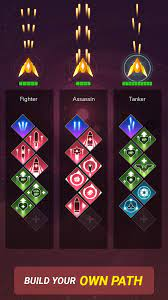 Fighter
Assassin
Tanker
BUILD YOUR OWN PATH